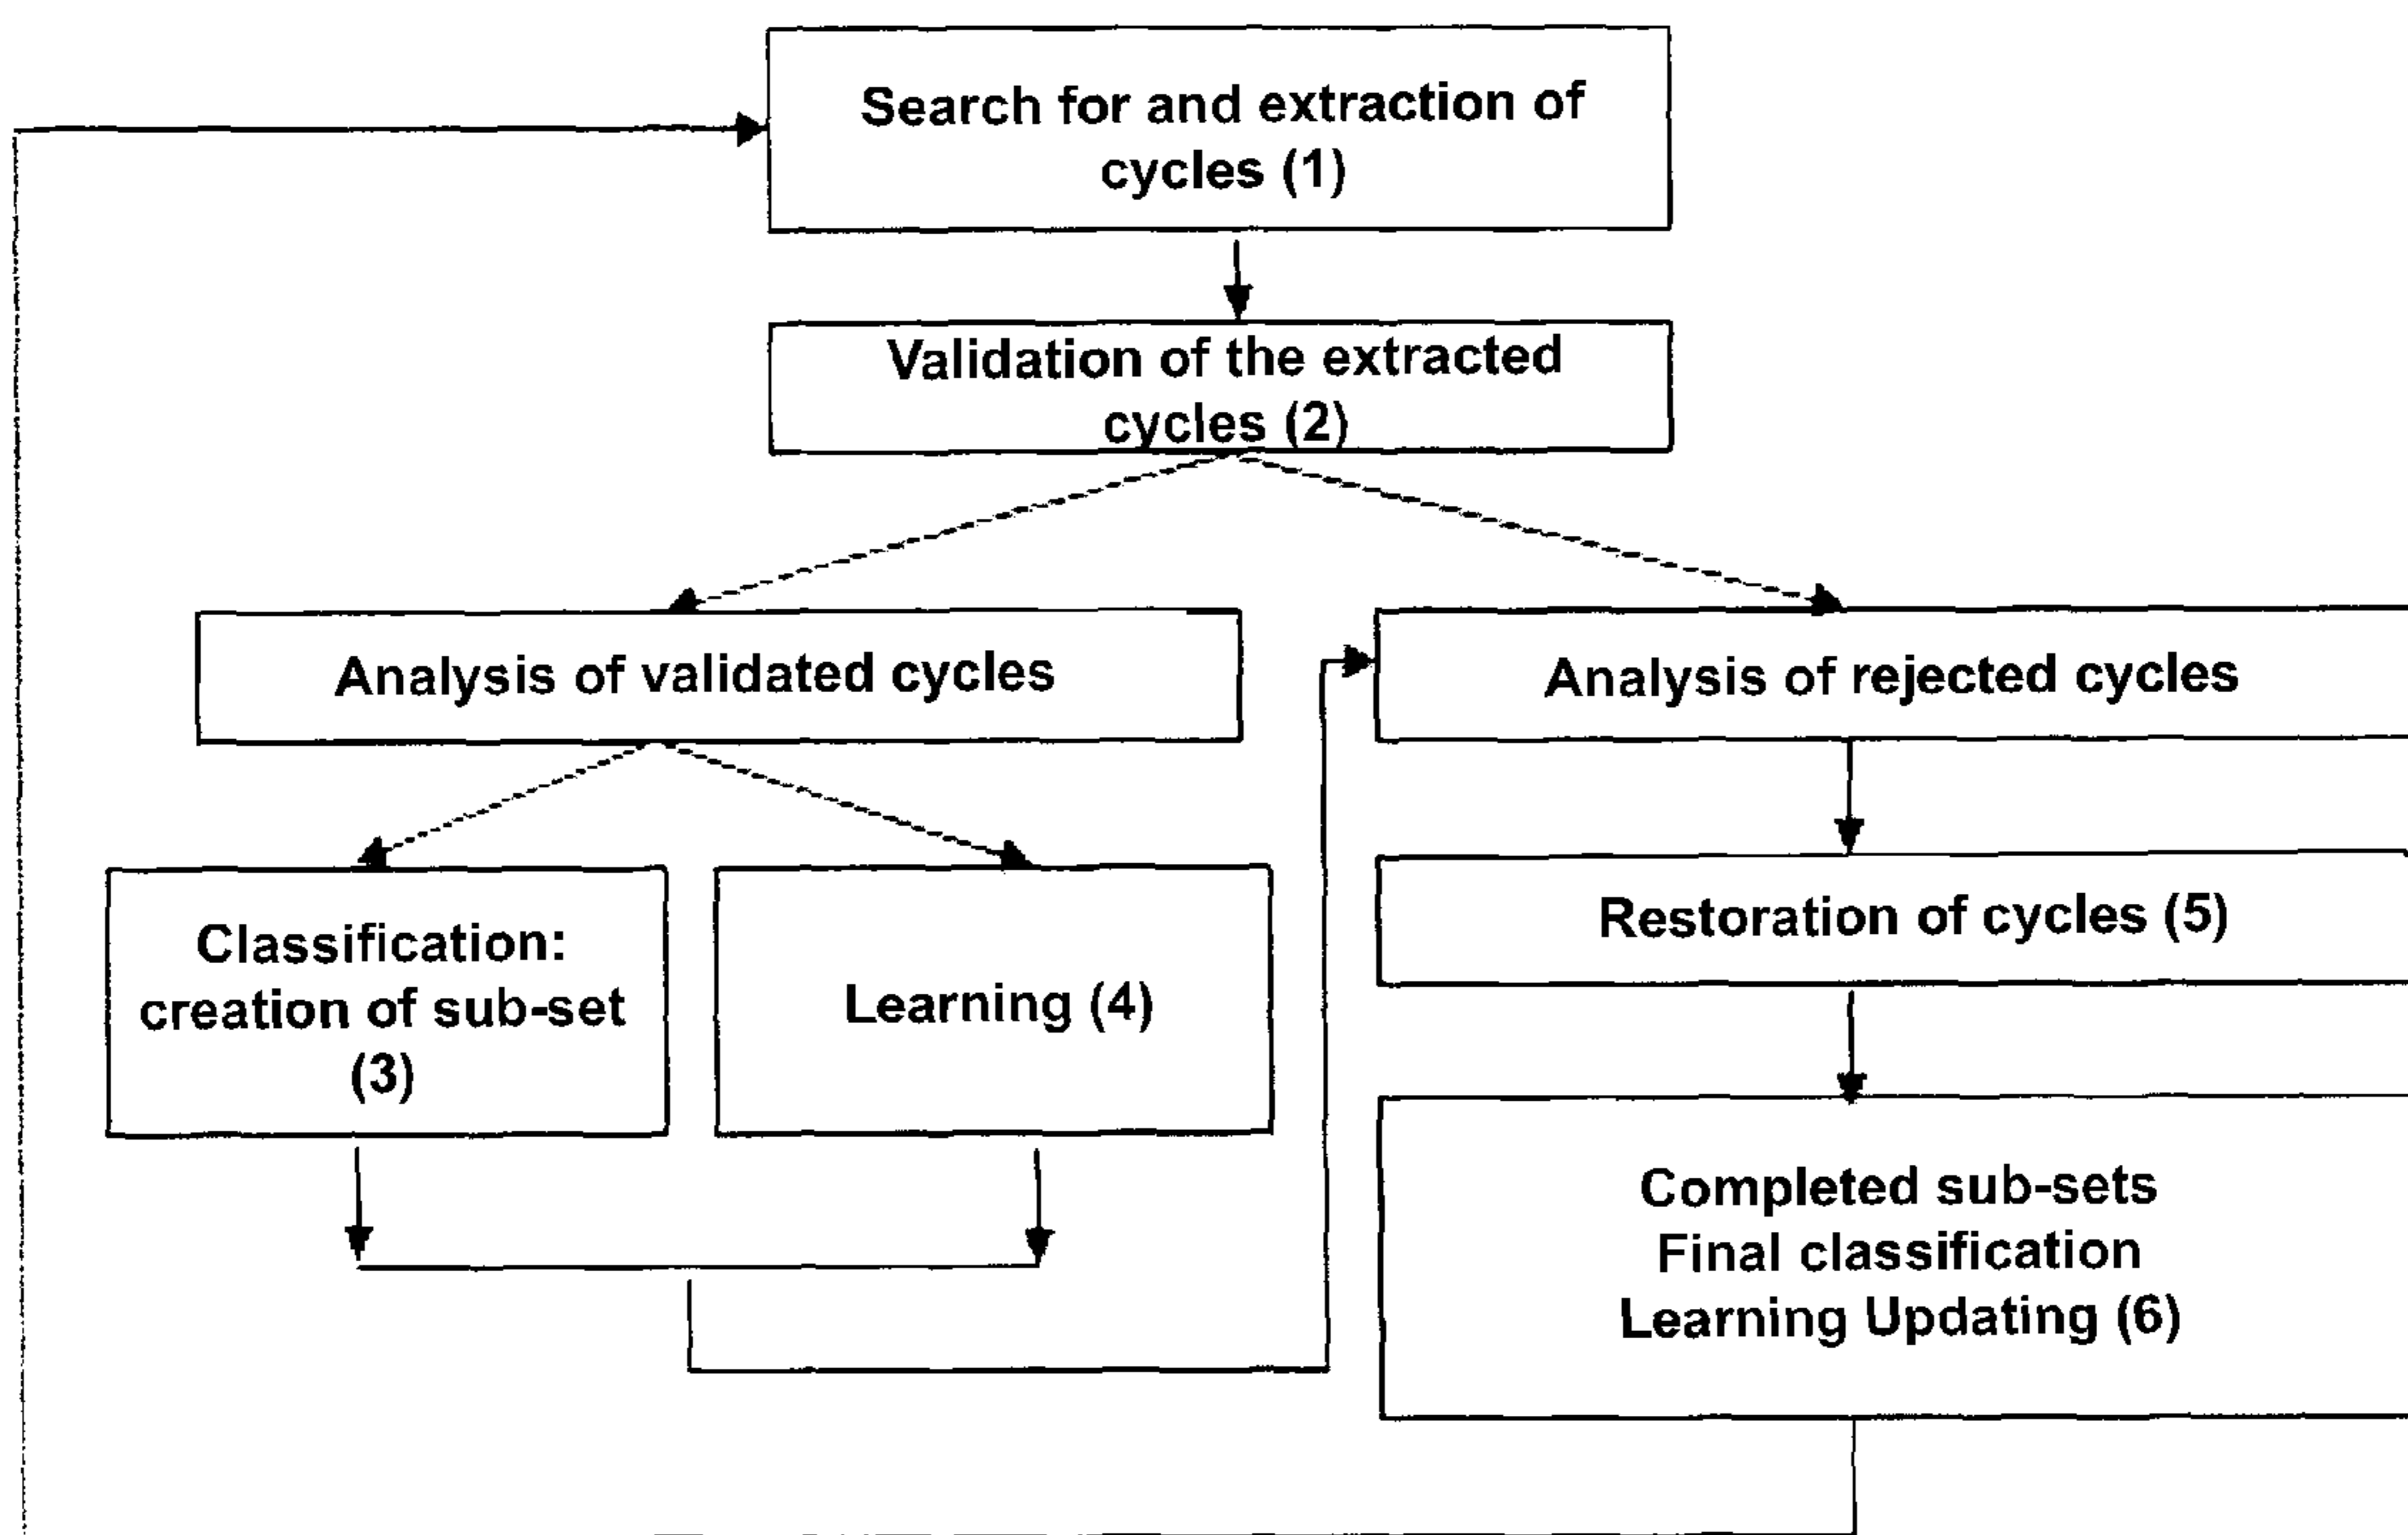 Search for and extraction of
cycles (1)
Validation of the extracted
cycles (2)
Analysis of validated cycles
Analysis of rejected cycles
Classification:
creation of sub-set
(3)
Learning (4)
Restoration of cycles (5)
Completed sub-sets
Final classification
Learning Updating (6)